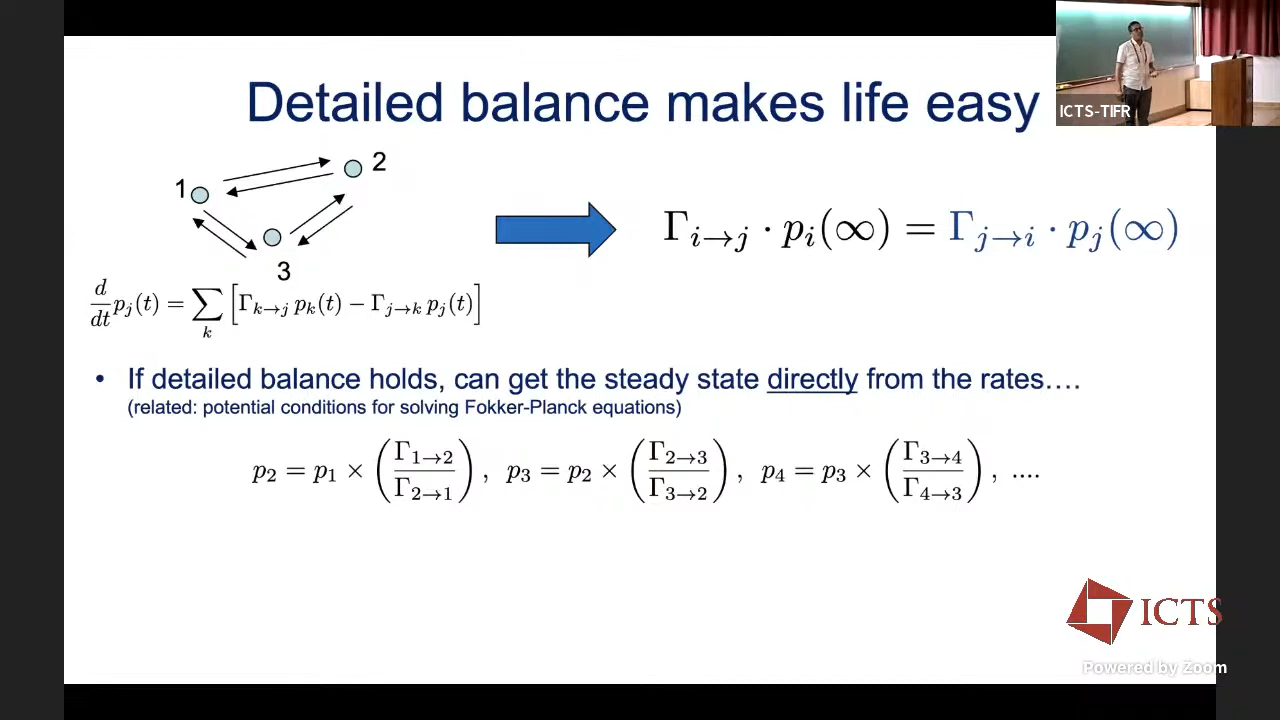 Detailed balance makes life easy
ICTS-TIFR
1
2
3
Γ_{i→j} · p_i(∞) = Γ_{j→i} · p_j(∞)
d/dt p_j(t) = ∑_k [Γ_{k→j} p_k(t) − Γ_{j→k} p_j(t)]
• If detailed balance holds, can get the steady state directly from the rates....
(related: potential conditions for solving Fokker-Planck equations)
p_2 = p_1 × (Γ_{1→2}/Γ_{2→1}) , p_3 = p_2 × (Γ_{2→3}/Γ_{3→2}) , p_4 = p_3 × (Γ_{3→4}/Γ_{4→3}) , ....
ICTS
Powered by Zoom